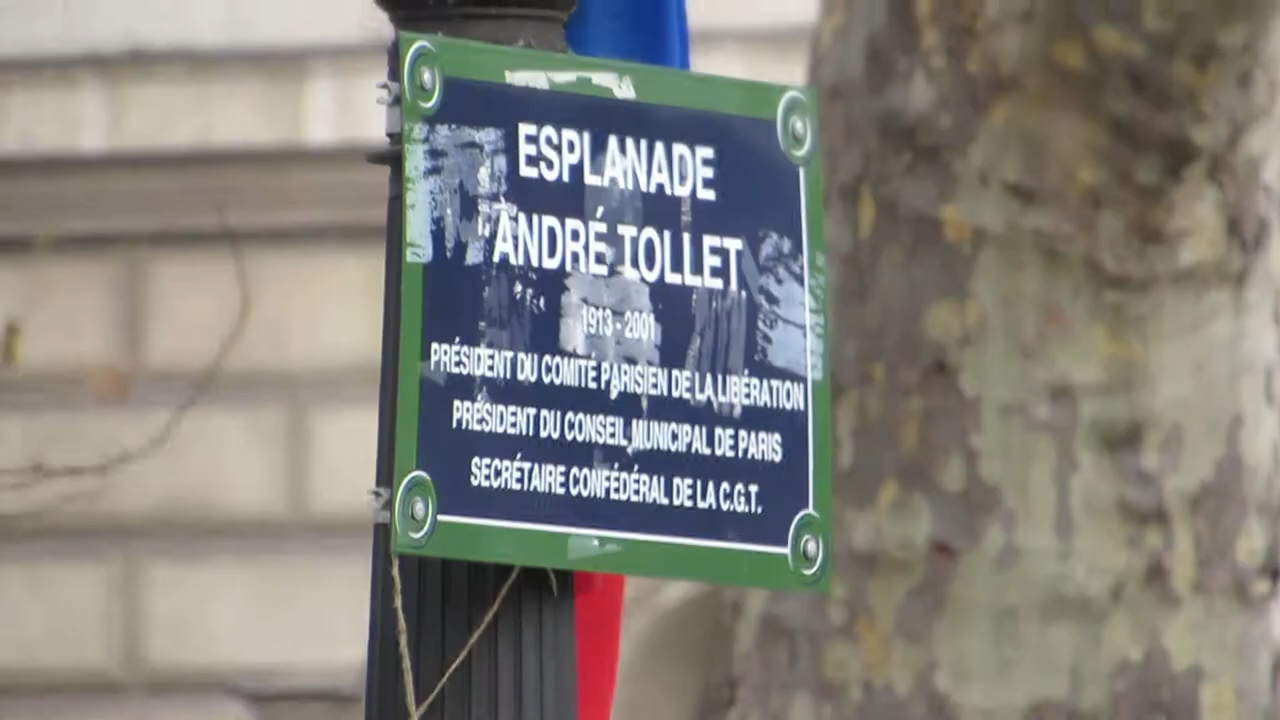 ESPLANADE
ANDRÉ TOLLET
1913 - 2001
PRÉSIDENT DU COMITÉ PARISIEN DE LA LIBÉRATION
PRÉSIDENT DU CONSEIL MUNICIPAL DE PARIS
SECRÉTAIRE CONFÉDÉRAL DE LA C.G.T.